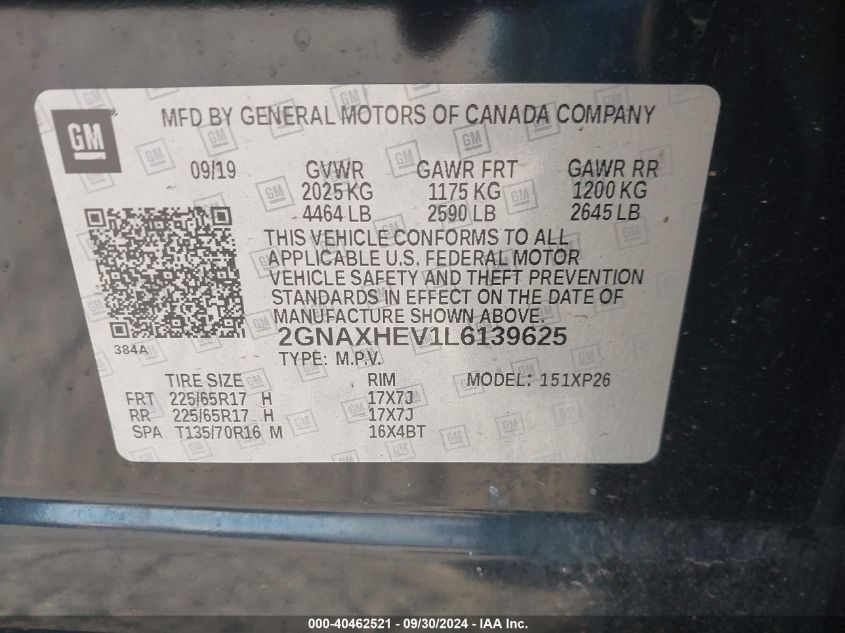 MFD BY GENERAL MOTORS OF CANADA COMPANY
GM
09/19 GVWR GAWR FRT GAWR RR
2025 KG 1175 KG 1200 KG
4464 LB 2590 LB 2645 LB
THIS VEHICLE CONFORMS TO ALL
APPLICABLE U.S. FEDERAL MOTOR
VEHICLE SAFETY AND THEFT PREVENTION
STANDARDS IN EFFECT ON THE DATE OF
MANUFACTURE SHOWN ABOVE.
2GNAXHEV1L6139625
384A
TYPE: M.P.V.
TIRE SIZE RIM MODEL: 151XP26
FRT 225/65R17 H 17X7J
RR 225/65R17 H 17X7J
SPA T135/70R16 M 16X4BT
000-40462521 - 09/30/2024 - IAA Inc.